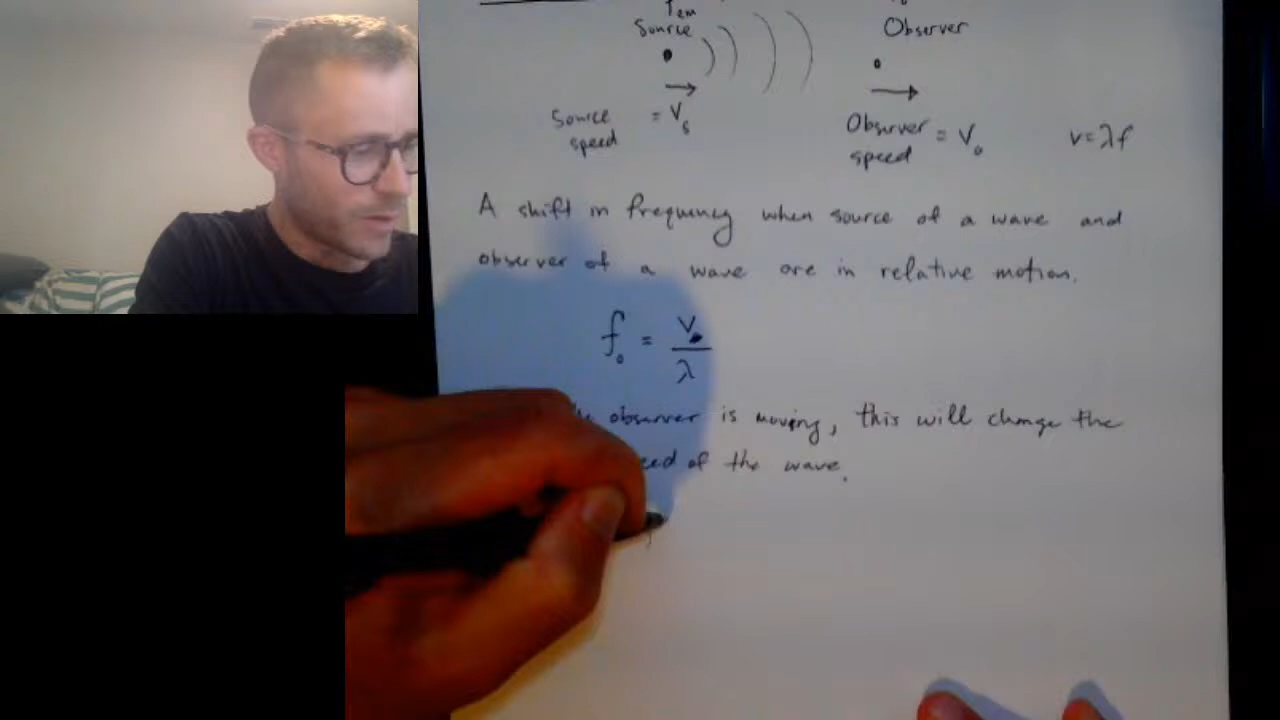 fem
Source
Observer
Source speed = Vs
Observer speed = Vo
v = λf
A shift in frequency when source of a wave and
observer of a wave are in relative motion.
fo = V / λ
observer is moving, this will change the
of the wave.